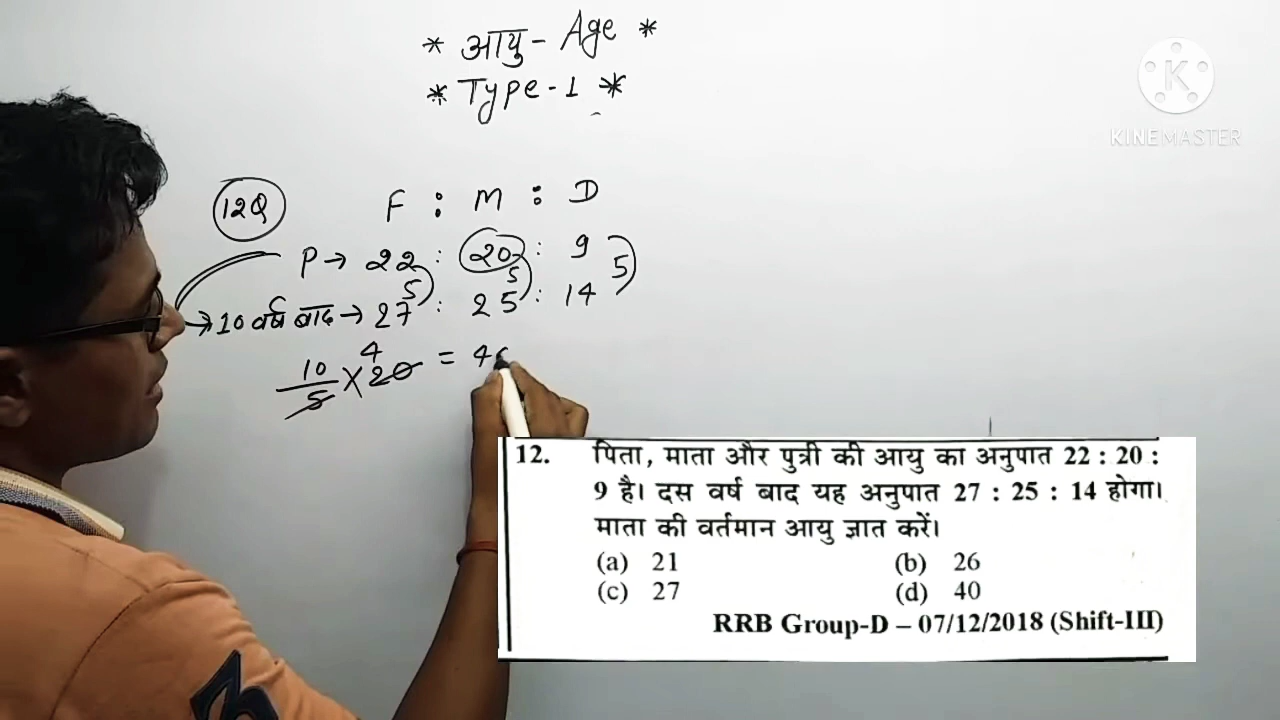 * आयु - Age *
* Type-1 *
K
KINEMASTER
12Q F : M : D
P → 22 : 20 : 9
5 5 5
10 वर्ष बाद → 27 : 25 : 14
10/5 × 20 = 40
4
12. पिता, माता और पुत्री की आयु का अनुपात 22 : 20 :
9 है। दस वर्ष बाद यह अनुपात 27 : 25 : 14 होगा।
माता की वर्तमान आयु ज्ञात करें।
(a) 21 (b) 26
(c) 27 (d) 40
RRB Group-D – 07/12/2018 (Shift-III)